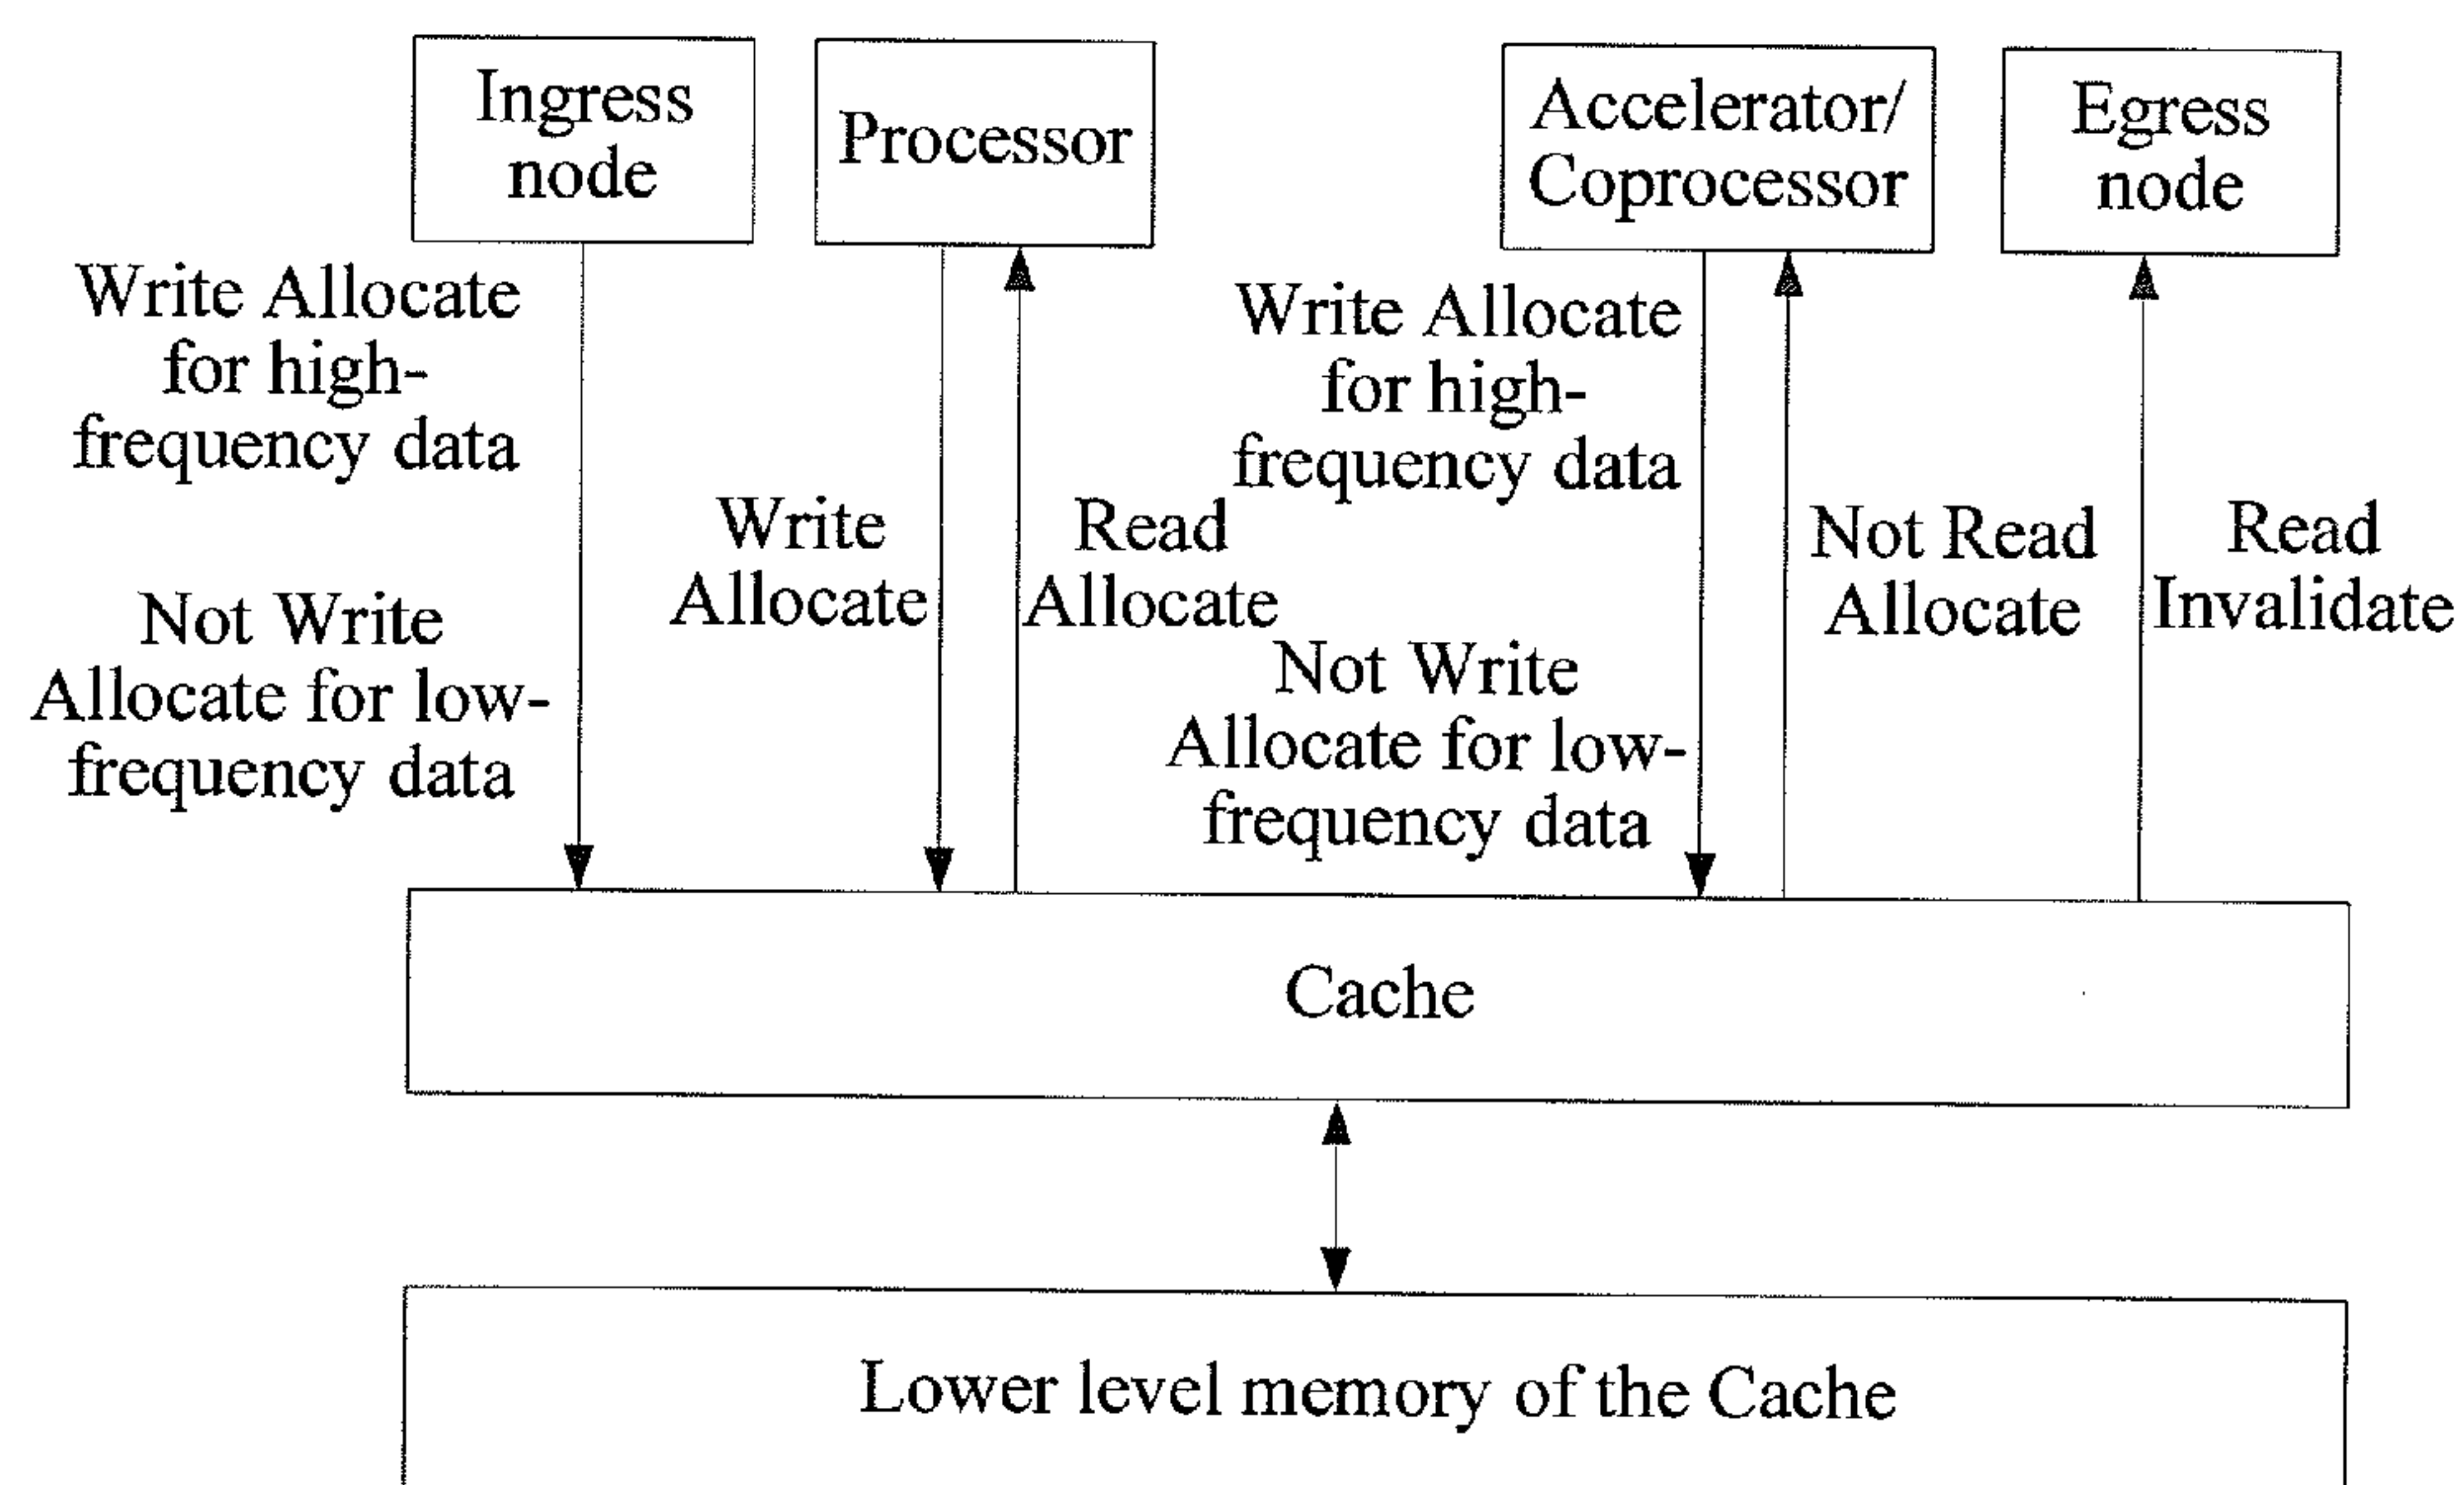 Ingress
node
Processor
Accelerator/
Coprocessor
Egress
node
Write Allocate
for high-
frequency data
Not Write
Allocate for low-
frequency data
Write
Allocate
Read
Allocate
Write Allocate
for high-
frequency data
Not Write
Allocate for low-
frequency data
Not Read
Allocate
Read
Invalidate
Cache
Lower level memory of the Cache